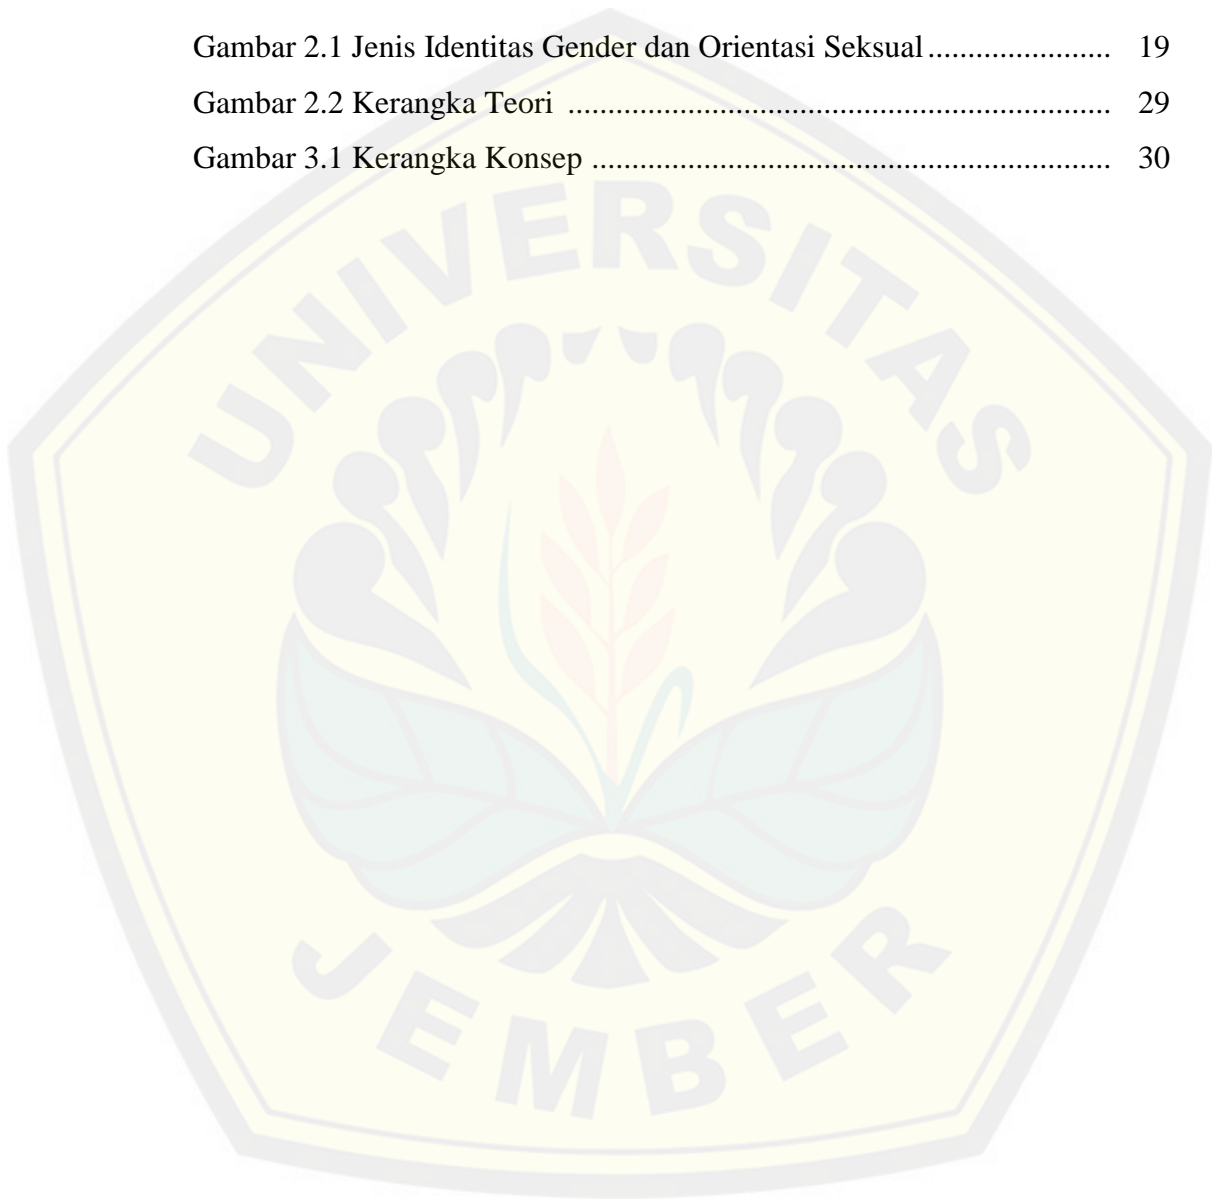 Gambar 2.1 Jenis Identitas Gender dan Orientasi Seksual....................... 19
Gambar 2.2 Kerangka Teori .................................................................... 29
Gambar 3.1 Kerangka Konsep ................................................................. 30
UNIVERSITAS
JEMBER